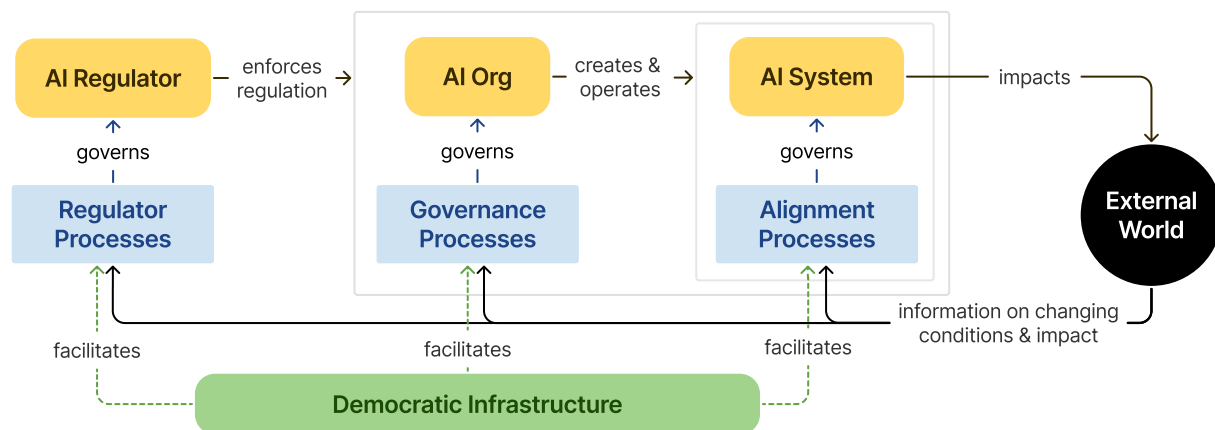 AI Regulator
enforces
regulation
AI Org
creates &
operates
AI System
impacts
governs
governs
governs
External
World
Regulator
Processes
Governance
Processes
Alignment
Processes
information on changing
conditions & impact
facilitates
facilitates
facilitates
Democratic Infrastructure